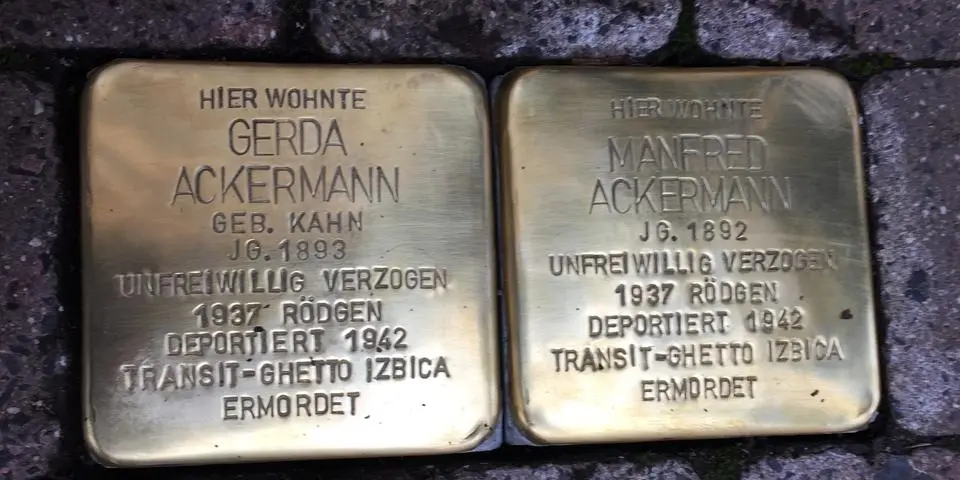 HIER WOHNTE
GERDA
ACKERMANN
GEB. KAHN
JG. 1893
UNFREIWILLIG VERZOGEN
1937 RÖDGEN
DEPORTIERT 1942
TRANSIT-GHETTO IZBICA
ERMORDET
HIER WOHNTE
MANFRED
ACKERMANN
JG. 1892
UNFREIWILLIG VERZOGEN
1937 RÖDGEN
DEPORTIERT 1942
TRANSIT-GHETTO IZBICA
ERMORDET